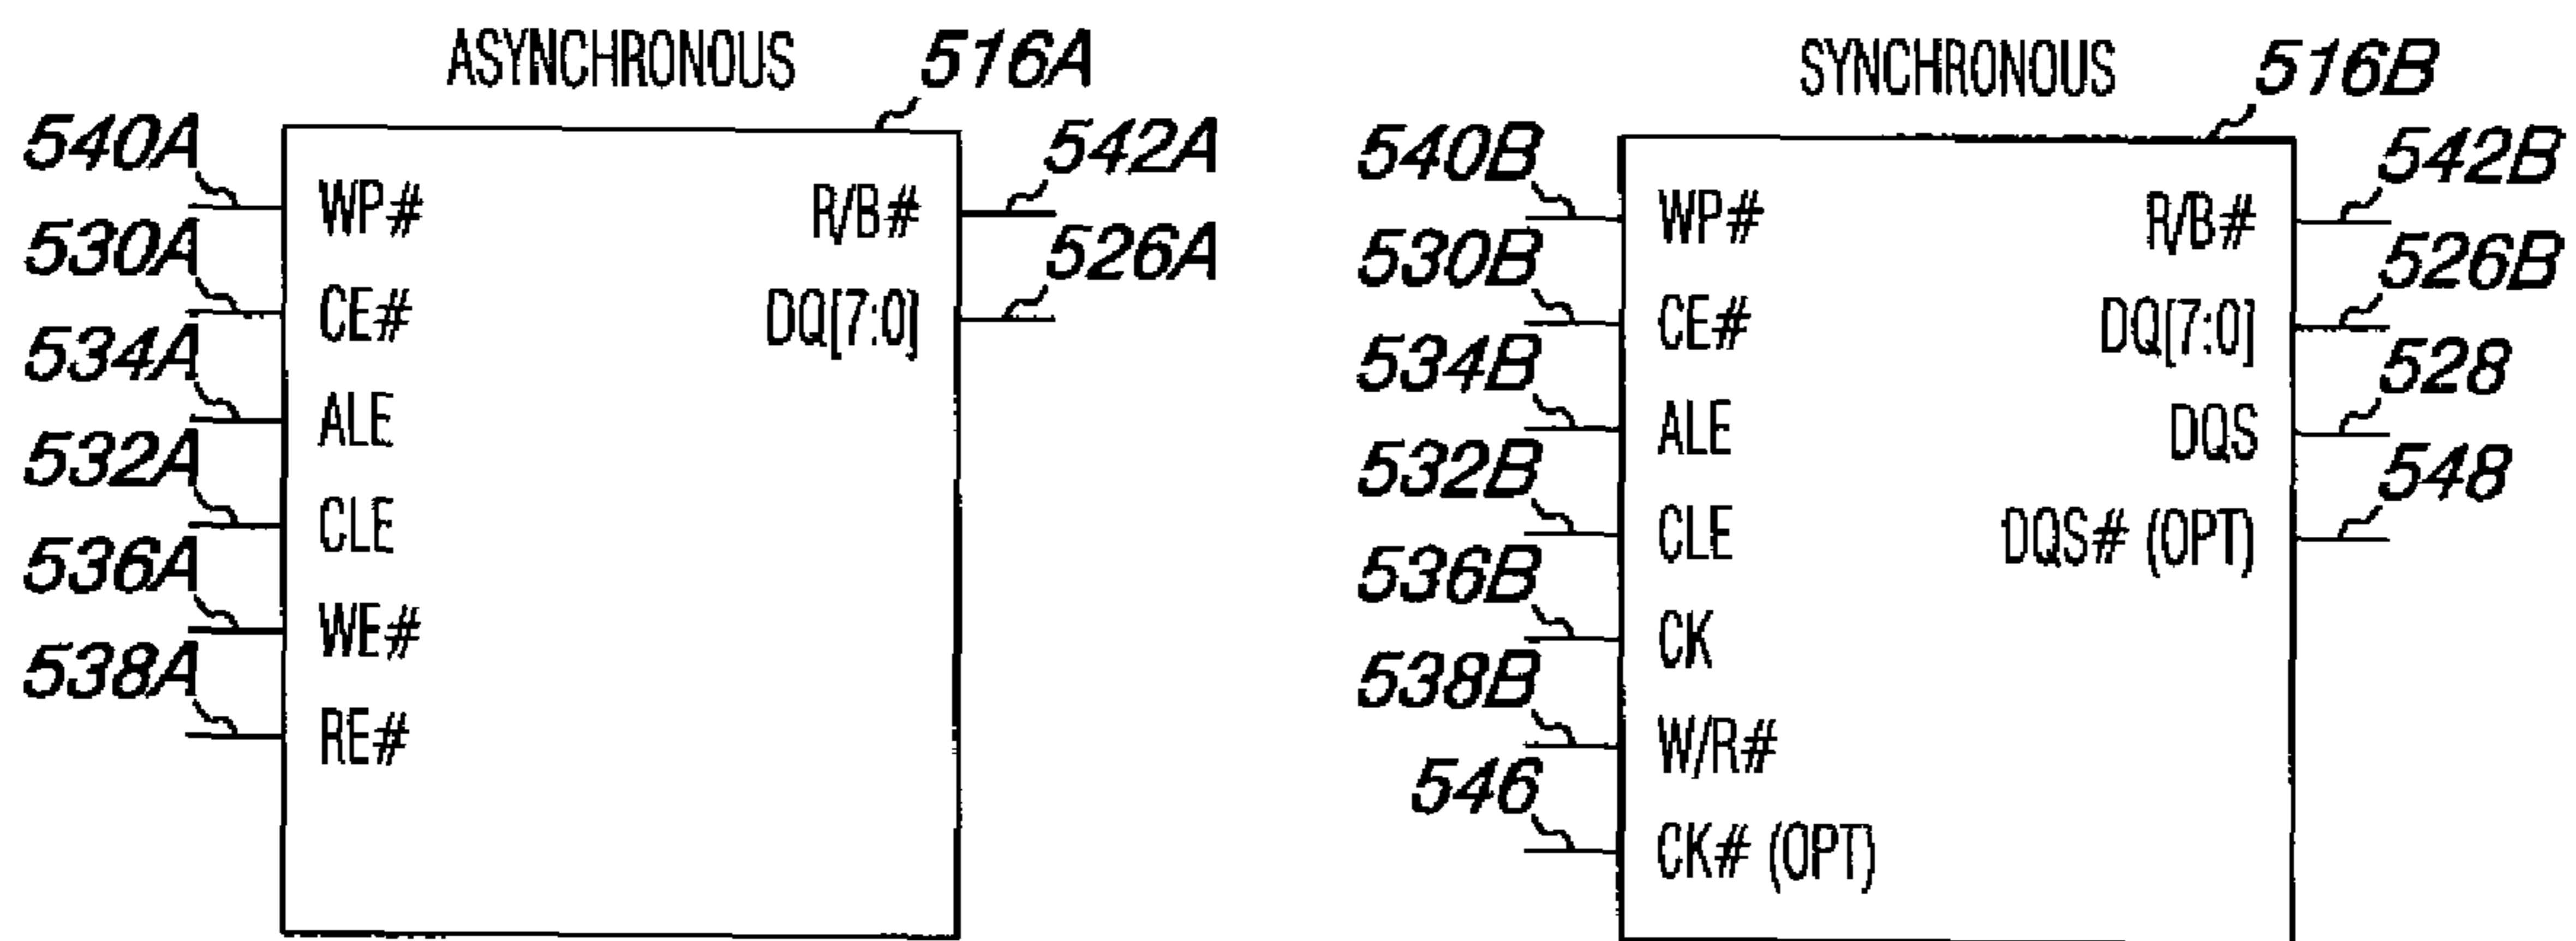 ASYNCHRONOUS
516A
540A
WP#
530A
CE#
534A
ALE
532A
CLE
536A
WE#
538A
RE#
R/B#
542A
DQ[7:0]
526A
SYNCHRONOUS
516B
540B
WP#
530B
CE#
534B
ALE
532B
CLE
536B
CK
538B
W/R#
546
CK# (OPT)
R/B#
542B
DQ[7:0]
526B
DQS
528
DQS# (OPT)
548